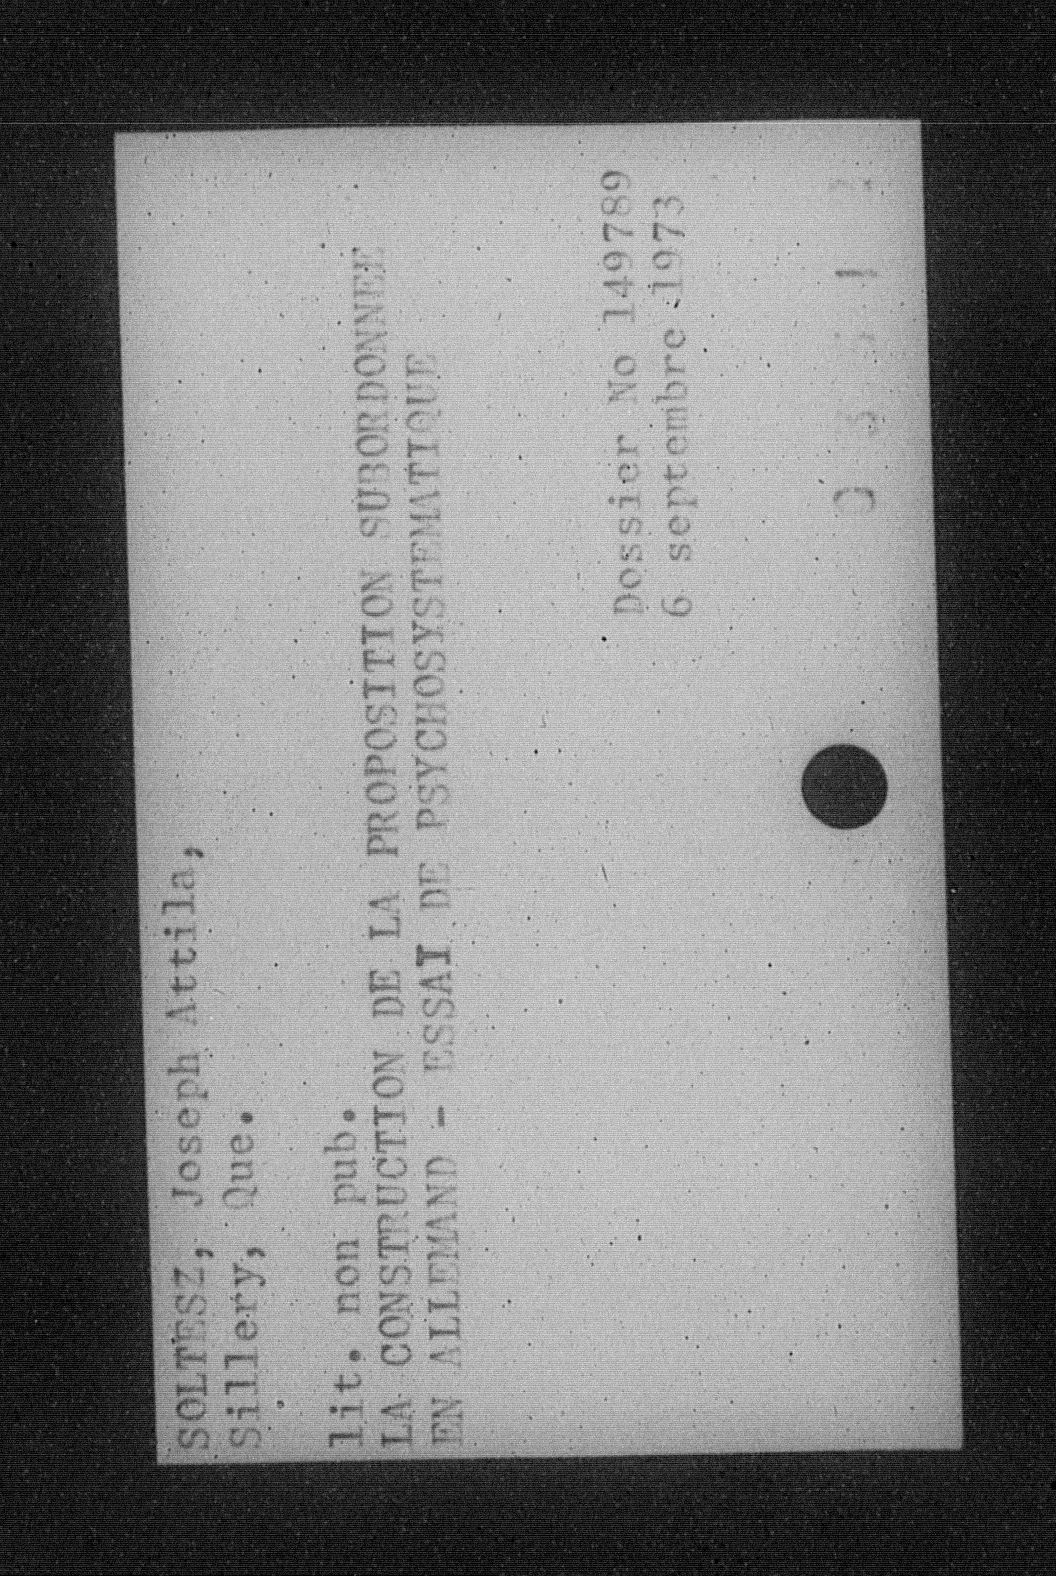 SOLTESZ, Joseph Attila,
Sillery, Que.
lit. non pub.
LA CONSTRUCTION DE LA PROPOSITION SUBORDONNEE
EN ALLEMAND - ESSAI DE PSYCHOSYSTEMATIQUE
Dossier No 149789
6 septembre 1973